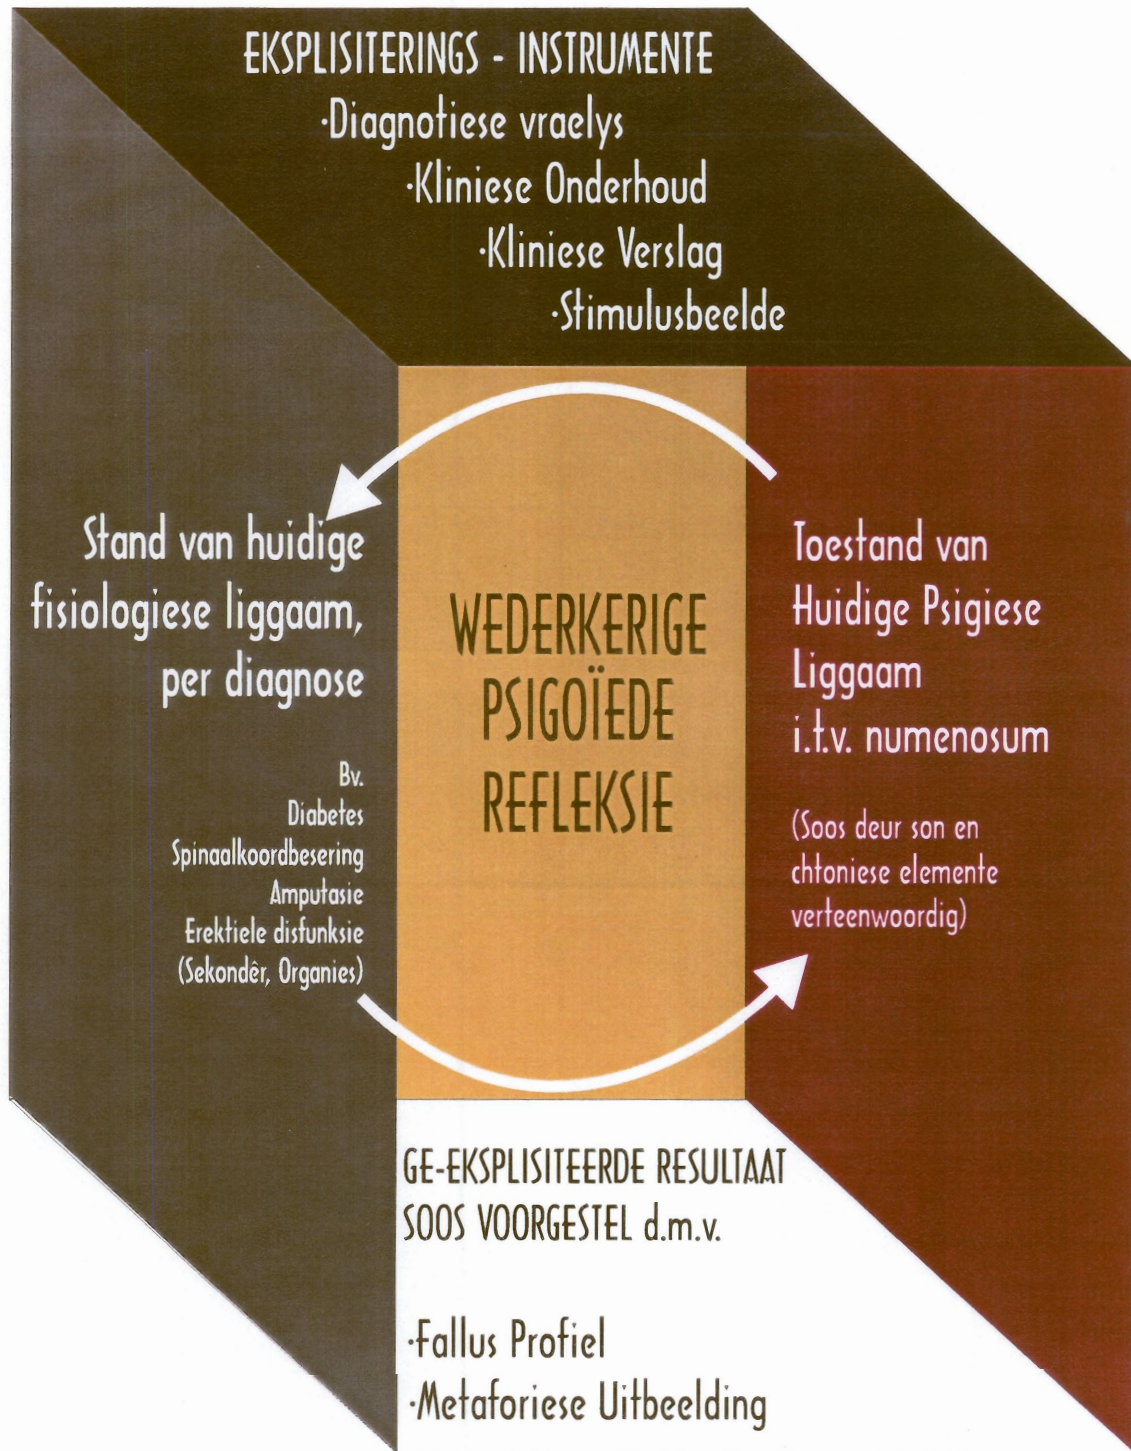 EKSPLISITERINGS - INSTRUMENTE
·Diagnotiese vraelys
·Kliniese Onderhoud
·Kliniese Verslag
·Stimulusbeelde
Stand van huidige
fisiologiese liggaam,
per diagnose
Bv.
Diabetes
Spinaalkoordbesering
Amputasie
Erektiele disfunksie
(Sekondêr, Organies)
WEDERKERIGE
PSIGOÏEDE
REFLEKSIE
Toestand van
Huidige Psigiese
Liggaam
i.t.v. numenosum
(Soos deur son en
chtoniese elemente
verteenwoordig)
GE-EKSPLISITEERDE RESULTAAT
SOOS VOORGESTEL d.m.v.
·Fallus Profiel
·Metaforiese Uitbeelding